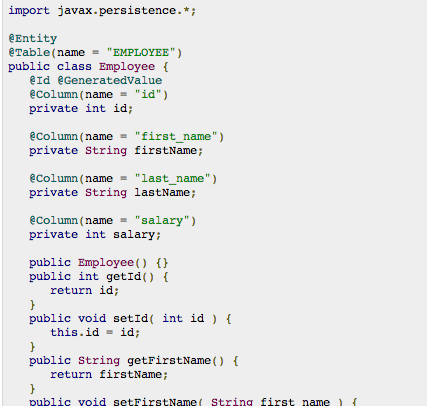 import javax.persistence.*;
@Entity
@Table(name = "EMPLOYEE")
public class Employee {
@Id @GeneratedValue
@Column(name = "id")
private int id;
@Column(name = "first_name")
private String firstName;
@Column(name = "last_name")
private String lastName;
@Column(name = "salary")
private int salary;
public Employee() {}
public int getId() {
return id;
}
public void setId( int id ) {
this.id = id;
}
public String getFirstName() {
return firstName;
}
public void setFirstName( String first_name ) {